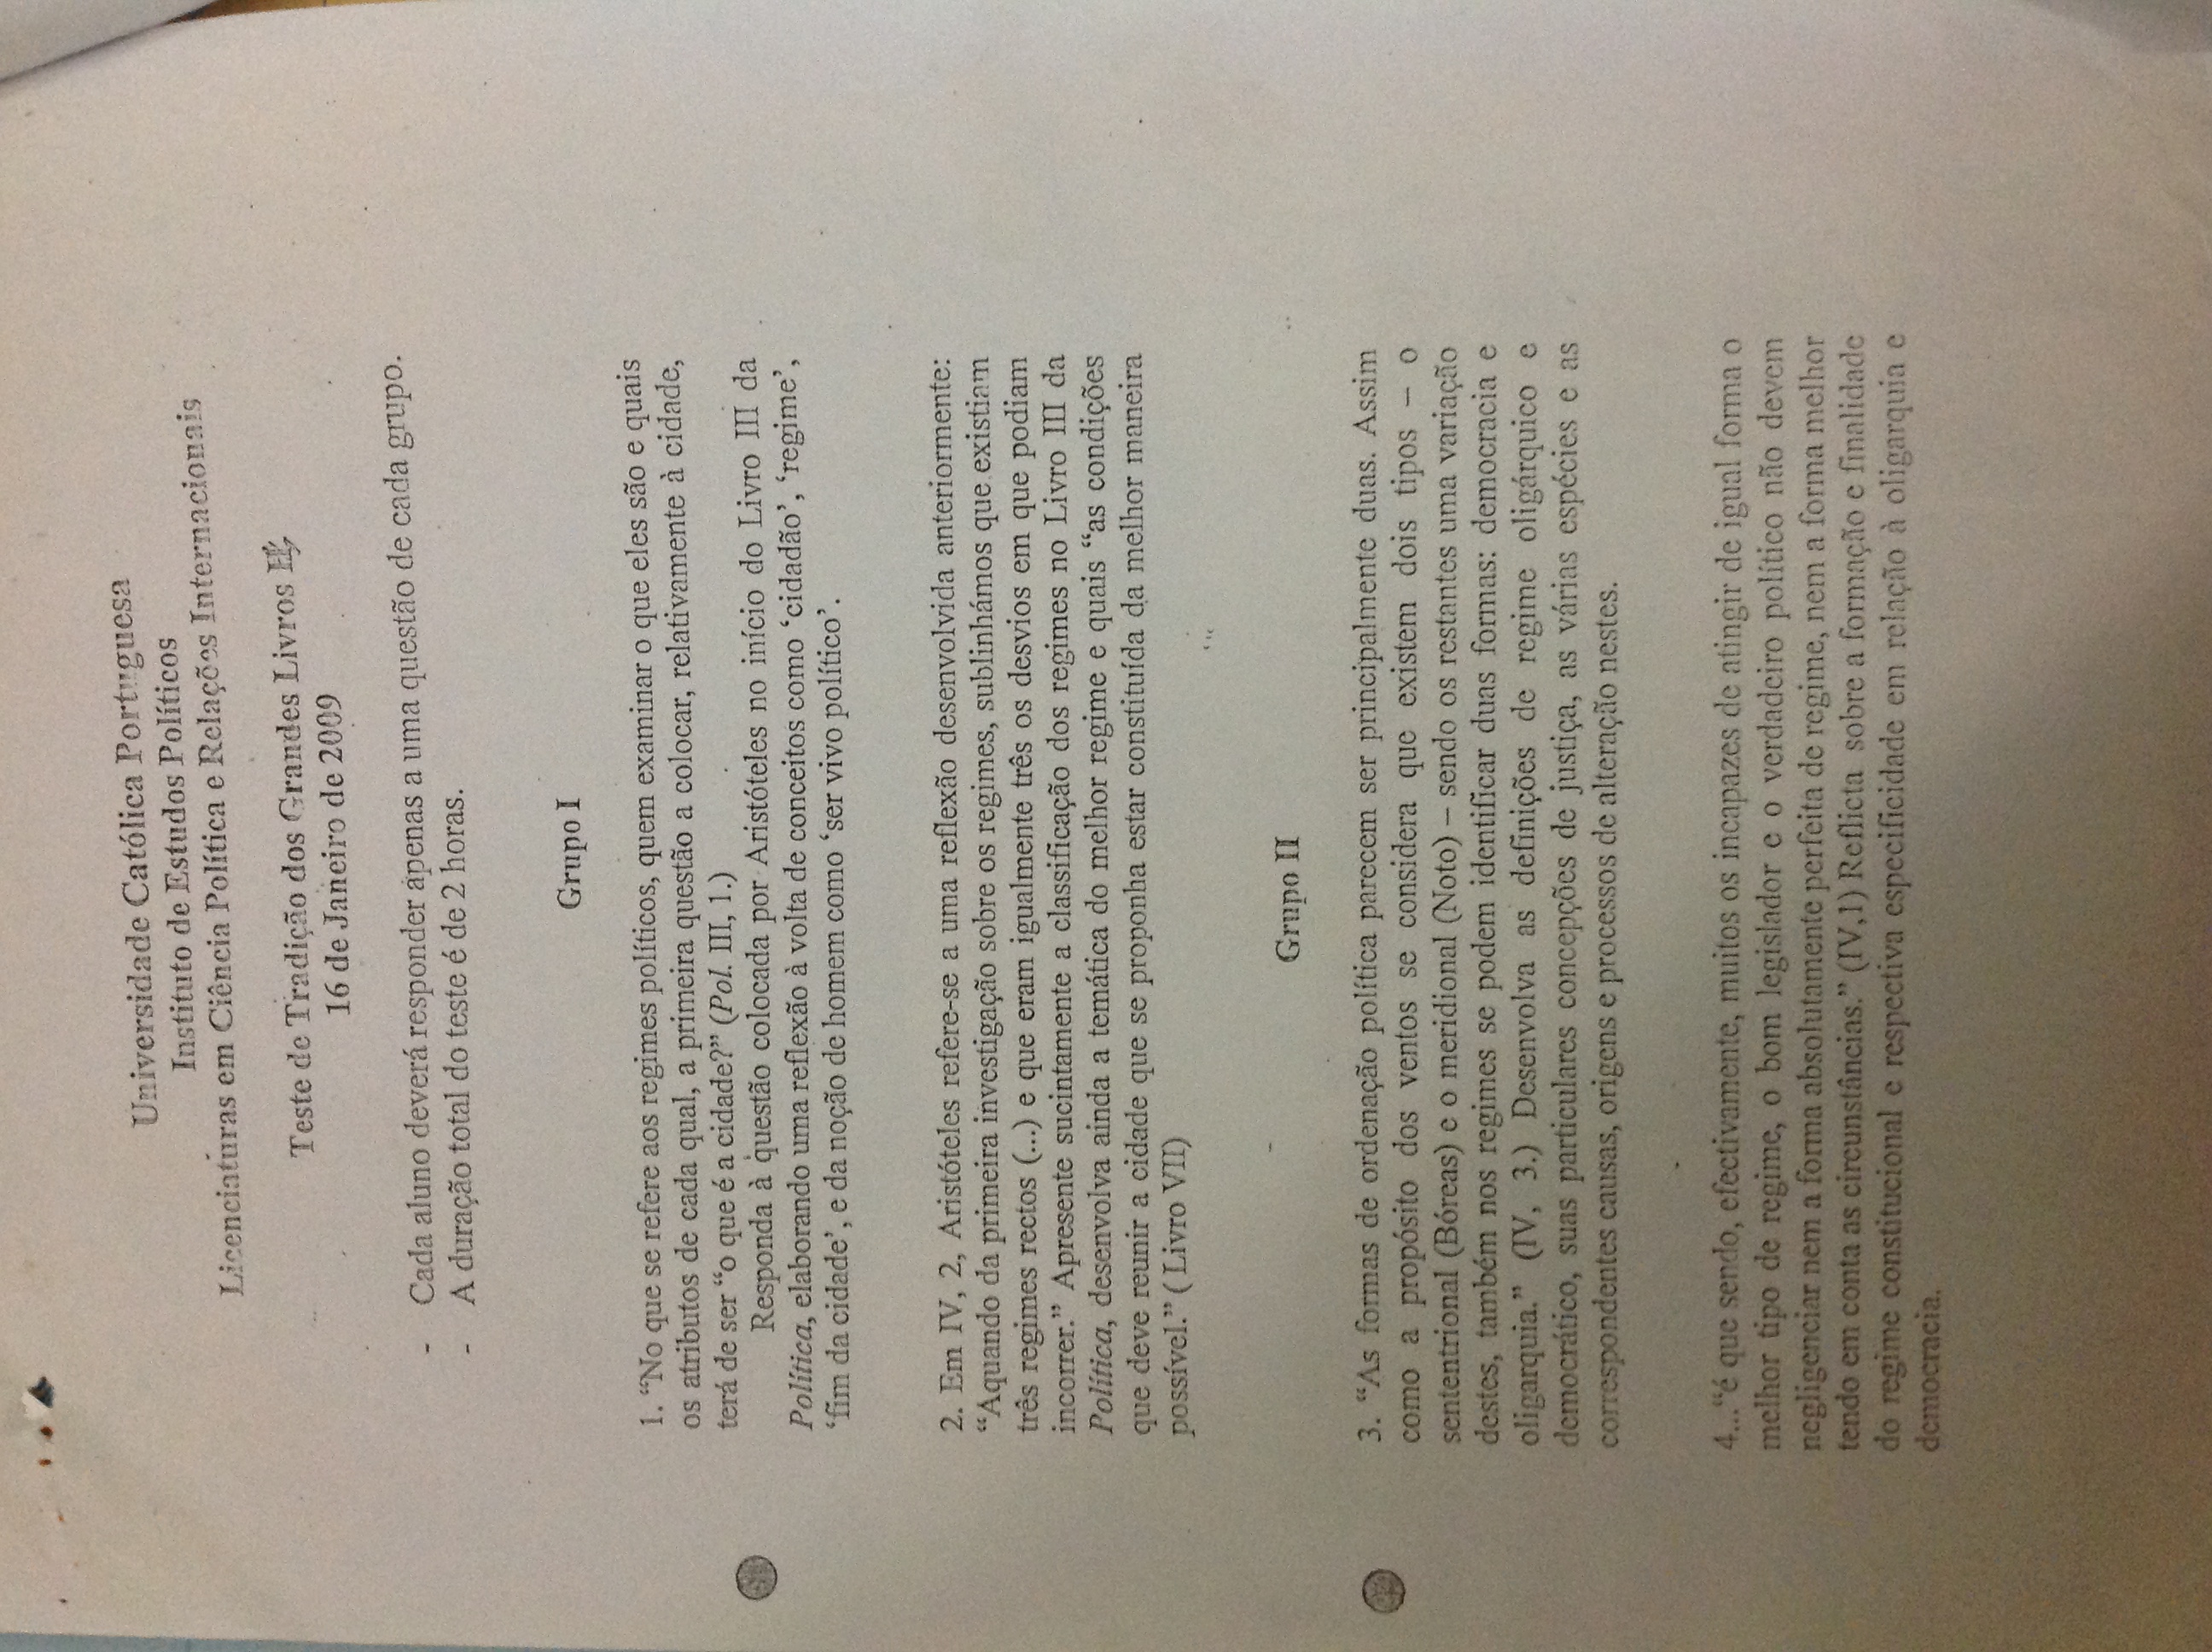 Universidade Católica Portuguesa
Instituto de Estudos Políticos
Licenciaturas em Ciência Política e Relações Internacionais
Teste de Tradição dos Grandes Livros
16 de Janeiro de 2009
- Cada aluno deverá responder apenas a uma questão de cada grupo.
- A duração total do teste é de 2 horas.
Grupo I
1. “No que se refere aos regimes políticos, quem examinar o que eles são e quais
os atributos de cada qual, a primeira questão a colocar, relativamente à cidade,
terá de ser “o que é a cidade?” (Pol. III, 1.)
Responda à questão colocada por Aristóteles no início do Livro III da
Política, elaborando uma reflexão à volta de conceitos como ‘cidadão’, ‘regime’,
‘fim da cidade’, e da noção de homem como ‘ser vivo político’.
2. Em IV, 2, Aristóteles refere-se a uma reflexão desenvolvida anteriormente:
“Aquando da primeira investigação sobre os regimes, sublinhámos que existiam
três regimes rectos (...) e que eram igualmente três os desvios em que podiam
incorrer.” Apresente sucintamente a classificação dos regimes no Livro III da
Política, desenvolva ainda a temática do melhor regime e quais “as condições
que deve reunir a cidade que se proponha estar constituída da melhor maneira
possível.” ( Livro VII)
Grupo II
3. “As formas de ordenação política parecem ser principalmente duas. Assim
como a propósito dos ventos se considera que existem dois tipos – o
sententrional (Bóreas) e o meridional (Noto) – sendo os restantes uma variação
destes, também nos regimes se podem identificar duas formas: democracia e
oligarquia.” (IV, 3.) Desenvolva as definições de regime oligárquico e
democrático, suas particulares concepções de justiça, as várias espécies e as
correspondentes causas, origens e processos de alteração nestes.
4...“é que sendo, efectivamente, muitos os incapazes de atingir de igual forma o
melhor tipo de regime, o bom legislador e o verdadeiro político não devem
negligenciar nem a forma absolutamente perfeita de regime, nem a forma melhor
tendo em conta as circunstâncias.” (IV,1) Reflicta sobre a formação e finalidade
do regime constitucional e respectiva especificidade em relação à oligarquia e
democracia.